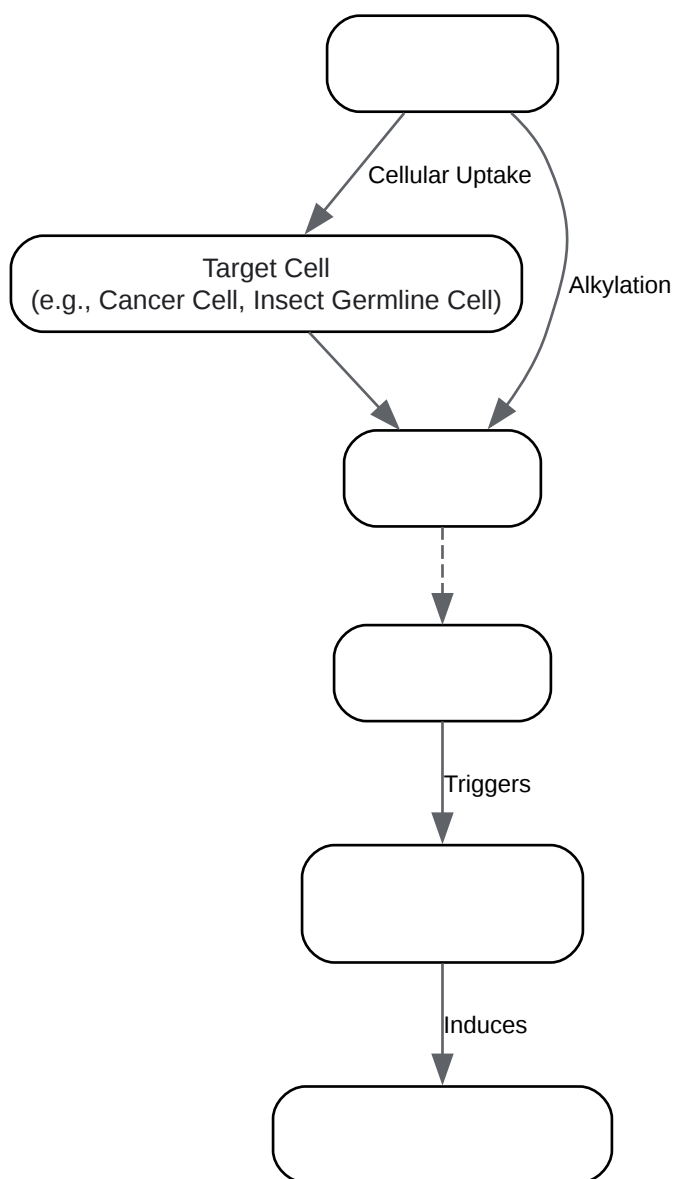 Cellular Uptake
Target Cell
(e.g., Cancer Cell, Insect Germline Cell)
Alkylation
Triggers
Induces